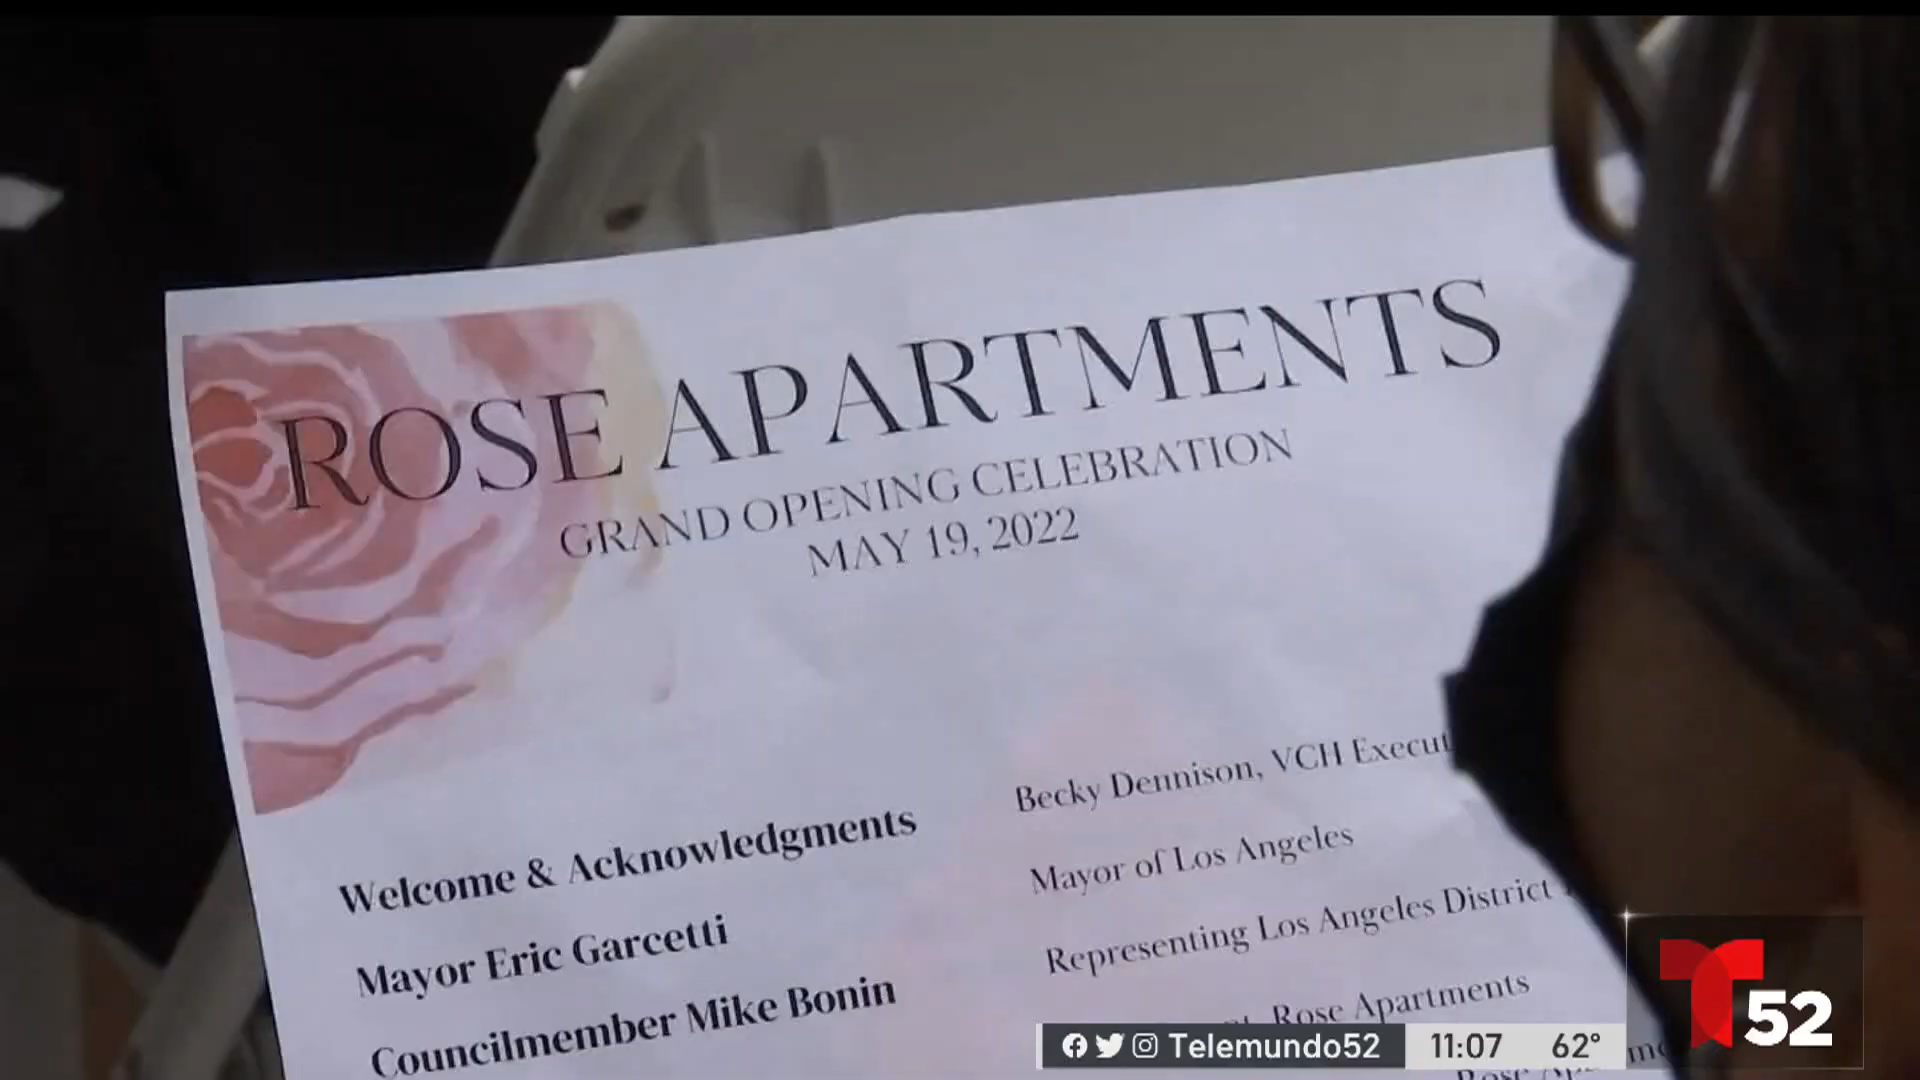 ROSE APARTMENTS
GRAND OPENING CELEBRATION
MAY 19, 2022
Welcome & Acknowledgments
Becky Dennison, VCH
Mayor Eric Garcetti
Mayor of Los Angeles
Councilmember Mike Bonin
Representing Los Angeles District
Rose Apartments
Telemundo52
11:07
62°
52